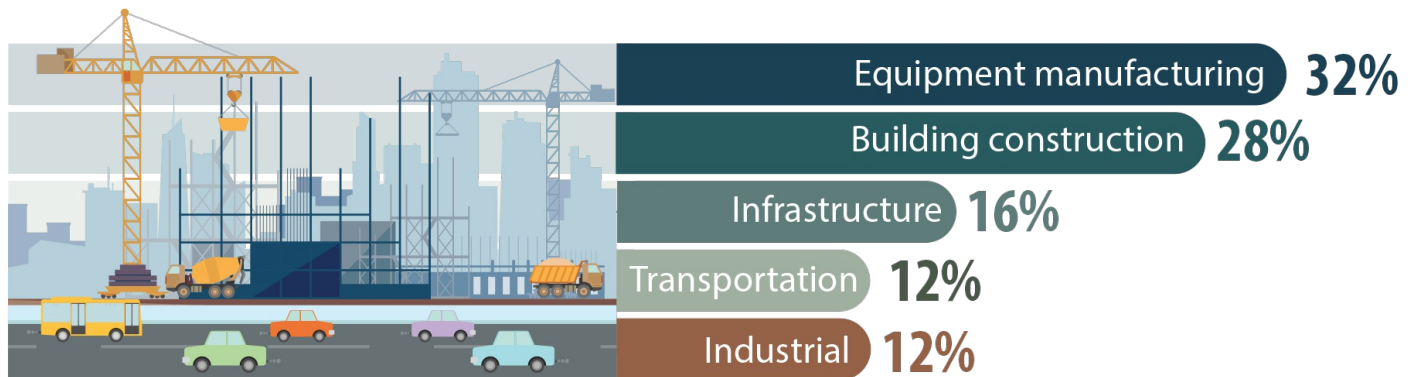 Equipment manufacturing 32%
Building construction 28%
Infrastructure 16%
Transportation 12%
Industrial 12%